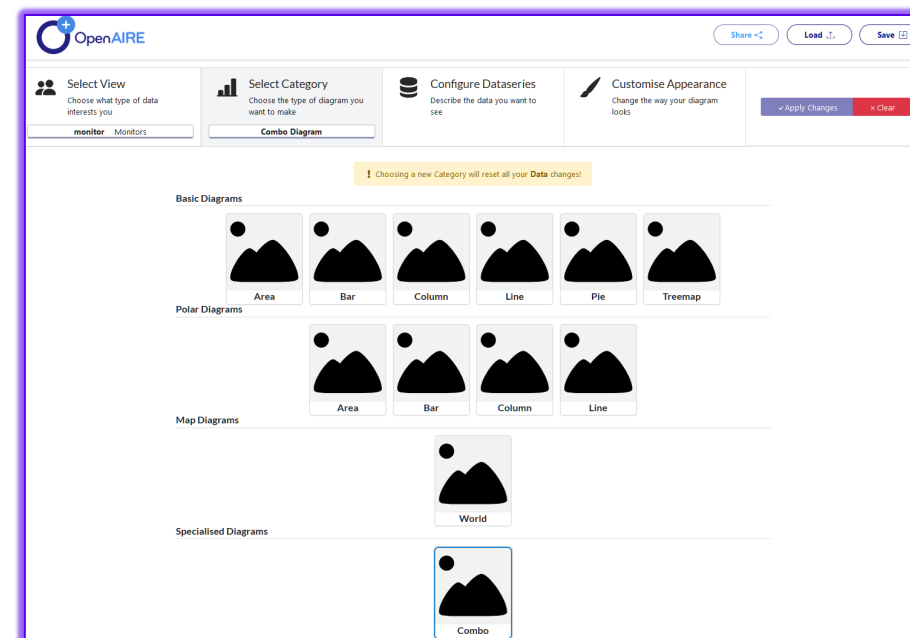 OpenAIRE
Share
Load
Save
Select View
Choose what type of data
interests you
monitor Monitors
Select Category
Choose the type of diagram you
want to make
Combo Diagram
Configure Dataseries
Describe the data you want to
see
Customise Appearance
Change the way your diagram
looks
Apply Changes
× Clear
! Choosing a new Category will reset all your Data changes!
Basic Diagrams
Area
Bar
Column
Line
Pie
Treemap
Polar Diagrams
Area
Bar
Column
Line
Map Diagrams
World
Specialised Diagrams
Combo